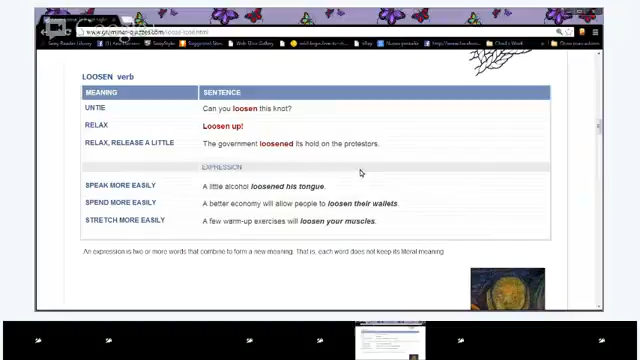 www.grammar-quizzes.com
LOOSEN verb
MEANING SENTENCE
UNTIE Can you loosen this knot?
RELAX Loosen up!
RELAX, RELEASE A LITTLE The government loosened its hold on the protestors.
EXPRESSION
SPEAK MORE EASILY A little alcohol loosened his tongue.
SPEND MORE EASILY A better economy will allow people to loosen their wallets.
STRETCH MORE EASILY A few warm-up exercises will loosen your muscles.
An expression is two or more words that combine to form a new meaning. That is, each word does not keep its literal meaning